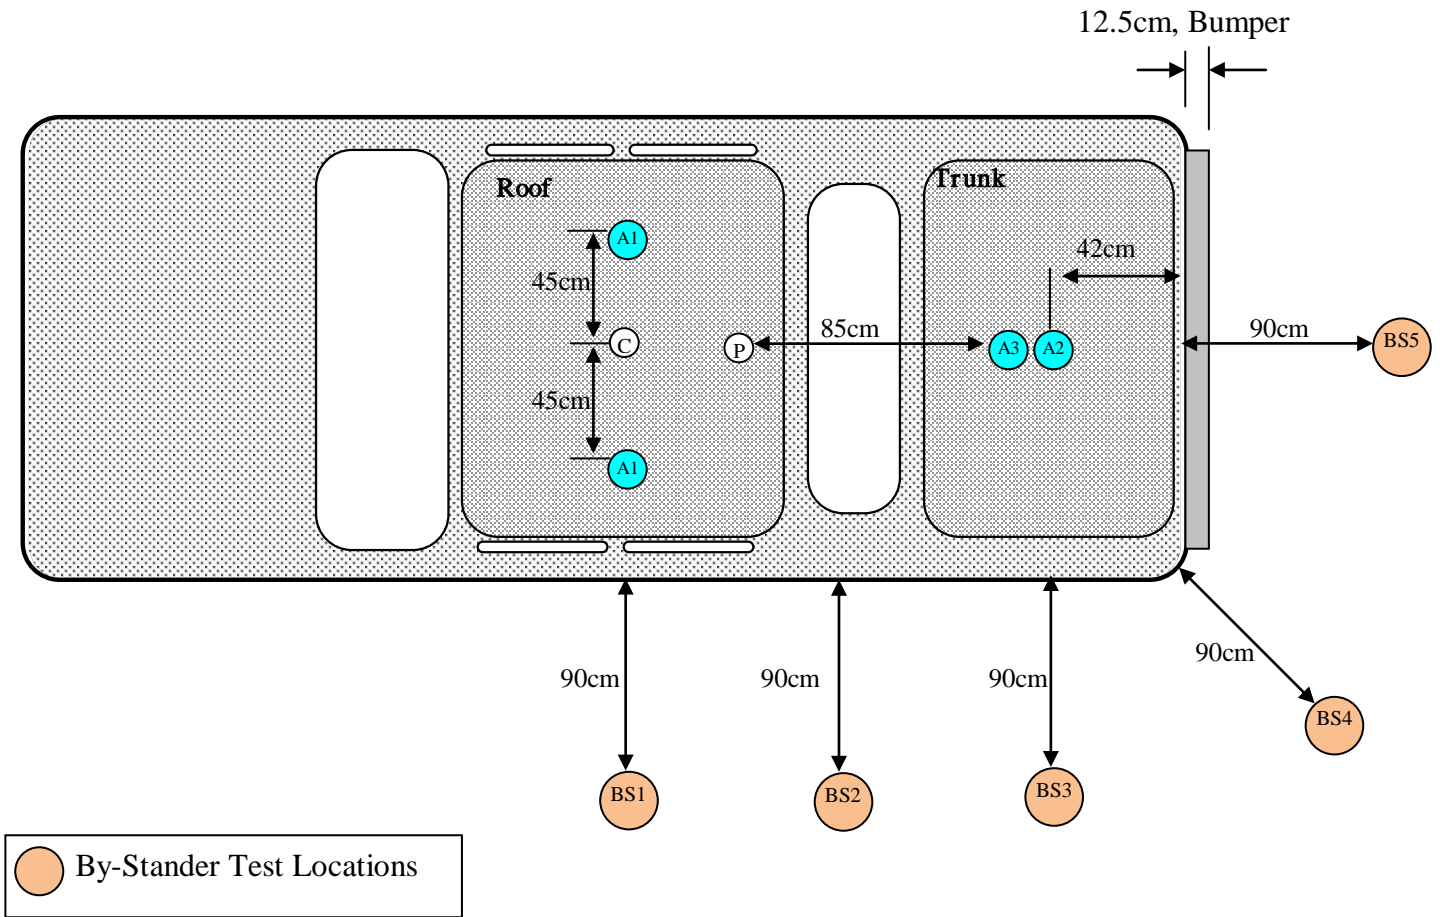 12.5cm, Bumper
Roof
Trunk
A1
42cm
45cm
85cm
90cm
C
P
A3
A2
BS5
45cm
A1
90cm
90cm
90cm
90cm
BS4
BS1
BS2
BS3
By-Stander Test Locations